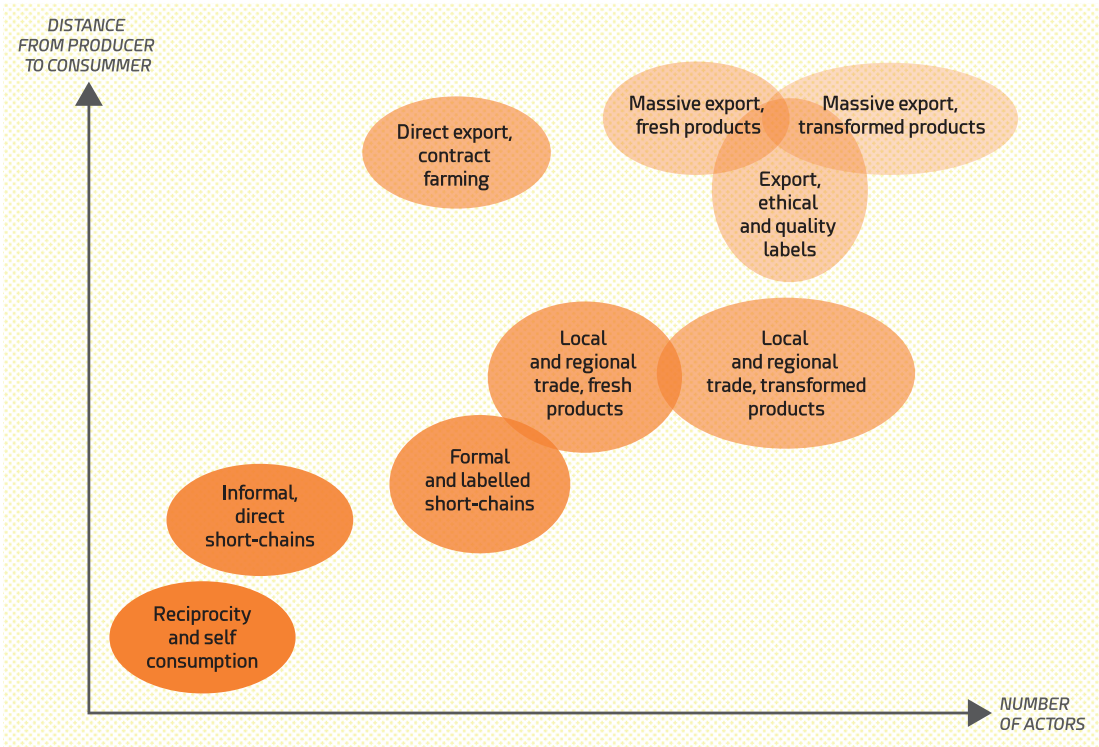 DISTANCE
FROM PRODUCER
TO CONSUMMER
Direct export,
contract
farming
Massive export,
fresh products
Massive export,
transformed products
Export,
ethical
and quality
labels
Local
and regional
trade, fresh
products
Local
and regional
trade, transformed
products
Formal
and labelled
short-chains
Informal,
direct
short-chains
Reciprocity
and self
consumption
NUMBER
OF ACTORS